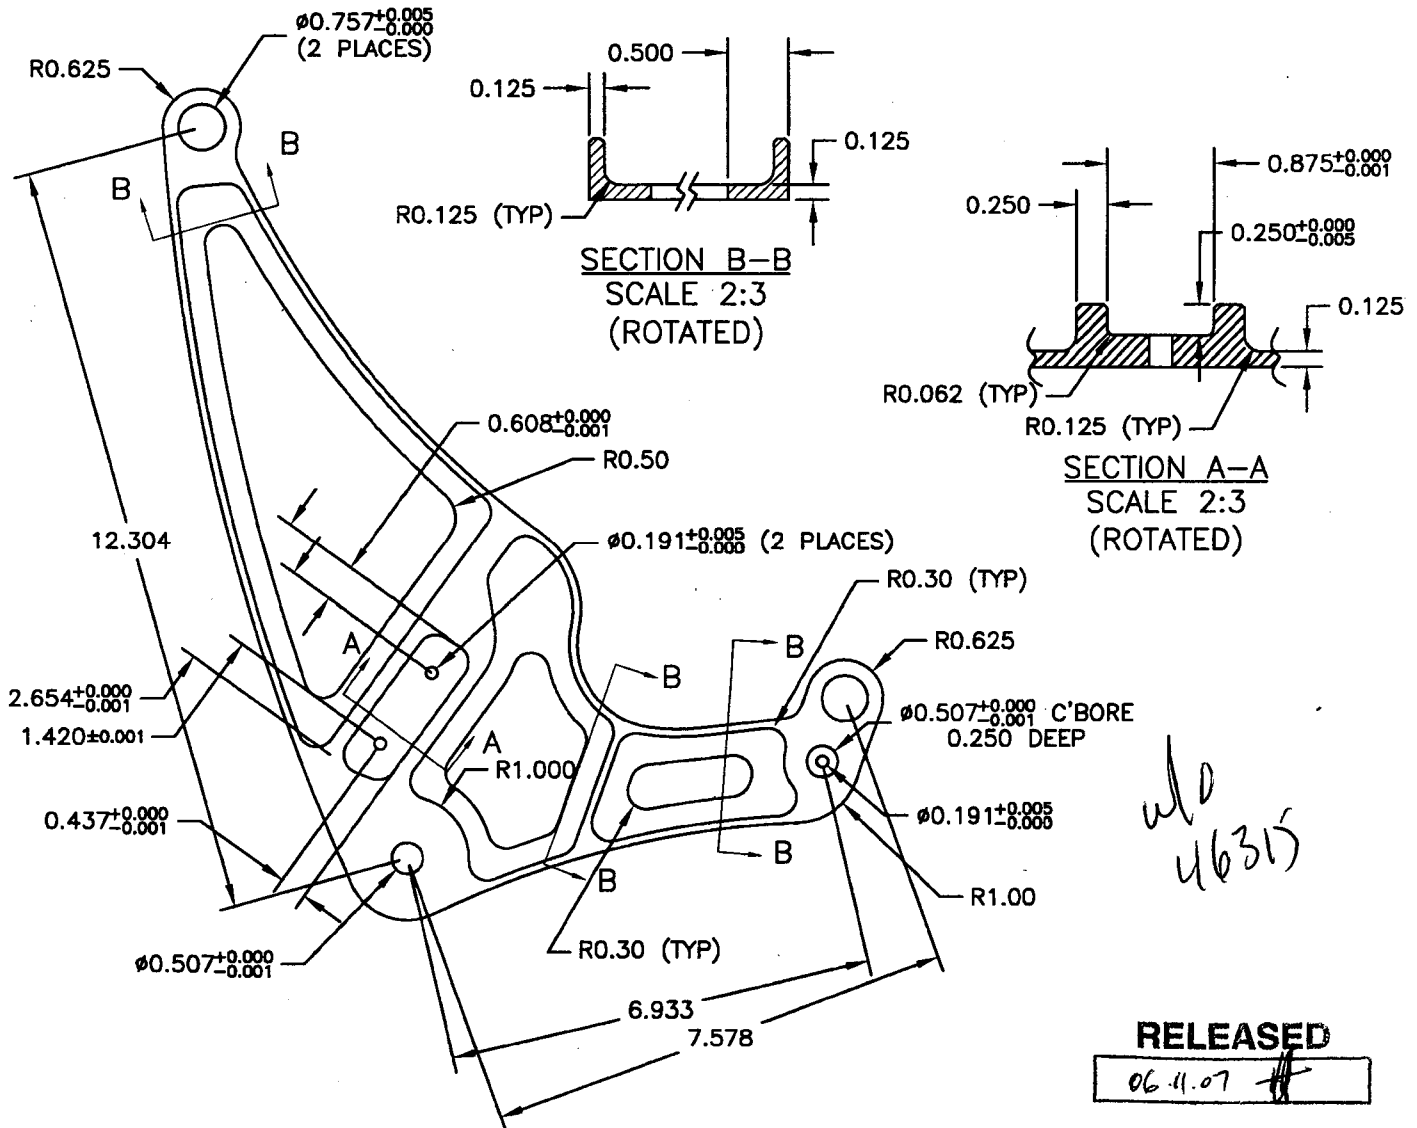 ø0.757+0.005 -0.000
(2 PLACES)
R0.625
B
B
0.500
0.125
0.125
R0.125 (TYP)
SECTION B-B
SCALE 2:3
(ROTATED)
0.875+0.000 -0.001
0.250
0.250+0.000 -0.005
0.125
R0.062 (TYP)
R0.125 (TYP)
SECTION A-A
SCALE 2:3
(ROTATED)
0.608+0.000 -0.001
R0.50
12.304
ø0.191+0.005 -0.000 (2 PLACES)
R0.30 (TYP)
R0.625
B
B
A
A
2.654+0.000 -0.001
1.420±0.001
ø0.507+0.000 -0.001 C'BORE
0.250 DEEP
R1.000
0.437+0.000 -0.001
ø0.191+0.005 -0.000
B
B
R1.00
ø0.507+0.000 -0.001
R0.30 (TYP)
6.933
7.578
w/o
46315
RELEASED
06.11.07